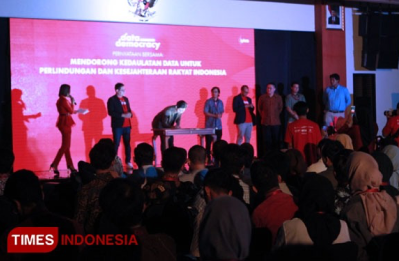 democracy
MENDORONG KEDAULATAN DATA UNTUK
PERLINDUNGAN DAN KESEJAHTERAAN RAKYAT INDONESIA
TIMES INDONESIA